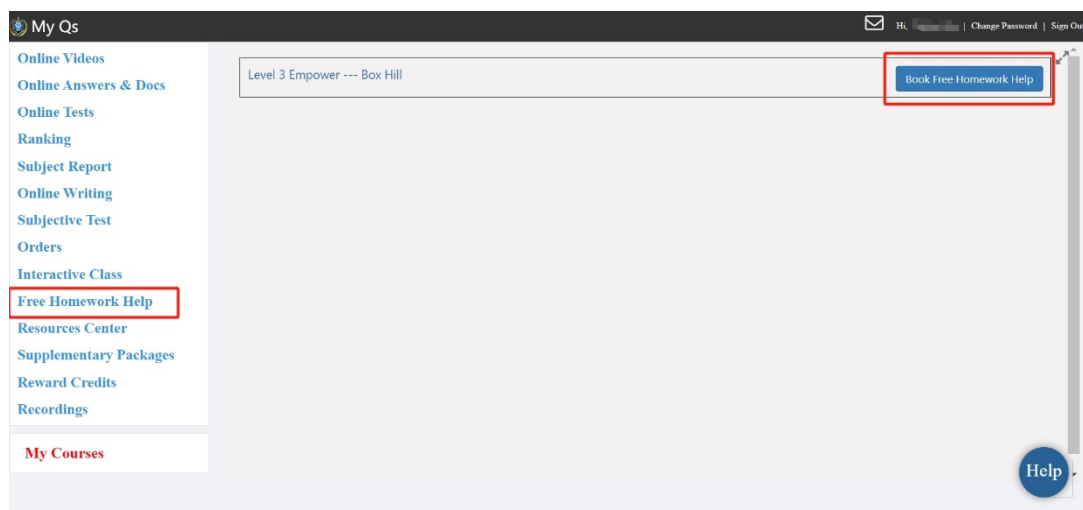 My Qs
Hi, | Change Password | Sign Out
Online Videos
Online Answers & Docs
Online Tests
Ranking
Subject Report
Online Writing
Subjective Test
Orders
Interactive Class
Free Homework Help
Resources Center
Supplementary Packages
Reward Credits
Recordings
My Courses
Level 3 Empower --- Box Hill
Book Free Homework Help
Help